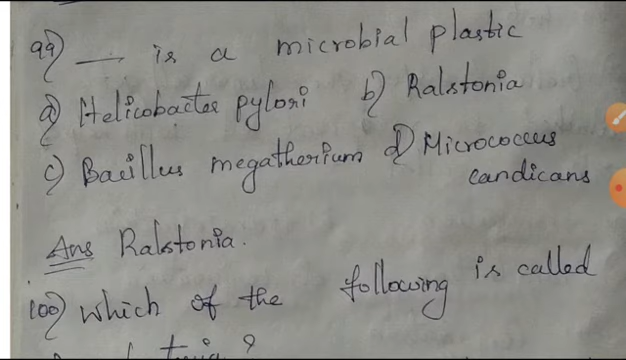 99) — is a microbial plastic
a) Helicobacter pylori b) Ralstonia
c) Bacillus megatherium d) Micrococcus
candicans
Ans Ralstonia.
100) which of the following is called